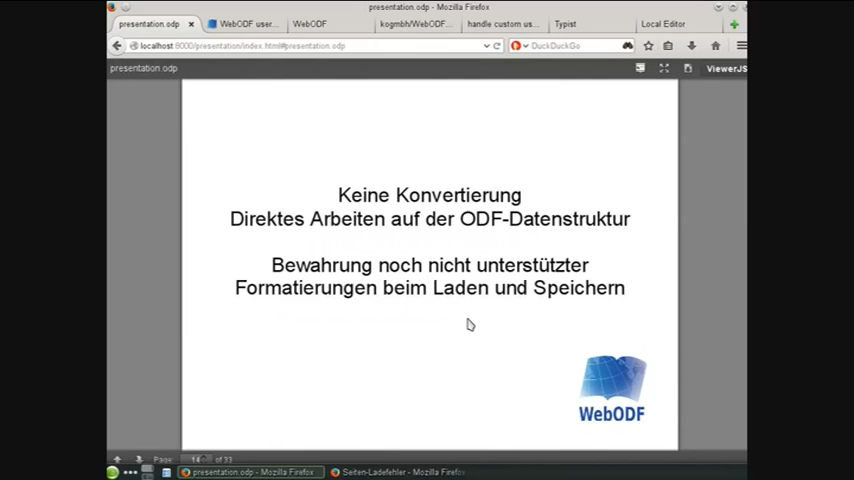 presentation.odp - Mozilla Firefox
presentation.odp
WebODF user...
WebODF
kogmbh/WebODF...
handle custom us...
Typist
Local Editor
localhost:8000/presentation/index.html#presentation.odp
DuckDuckGo
presentation.odp
ViewerJS
Keine Konvertierung
Direktes Arbeiten auf der ODF-Datenstruktur
Bewahrung noch nicht unterstützter
Formatierungen beim Laden und Speichern
WebODF
Page: 14 of 33
presentation.odp - Mozilla Firefox
Seiten-Ladefehler - Mozilla Firefox